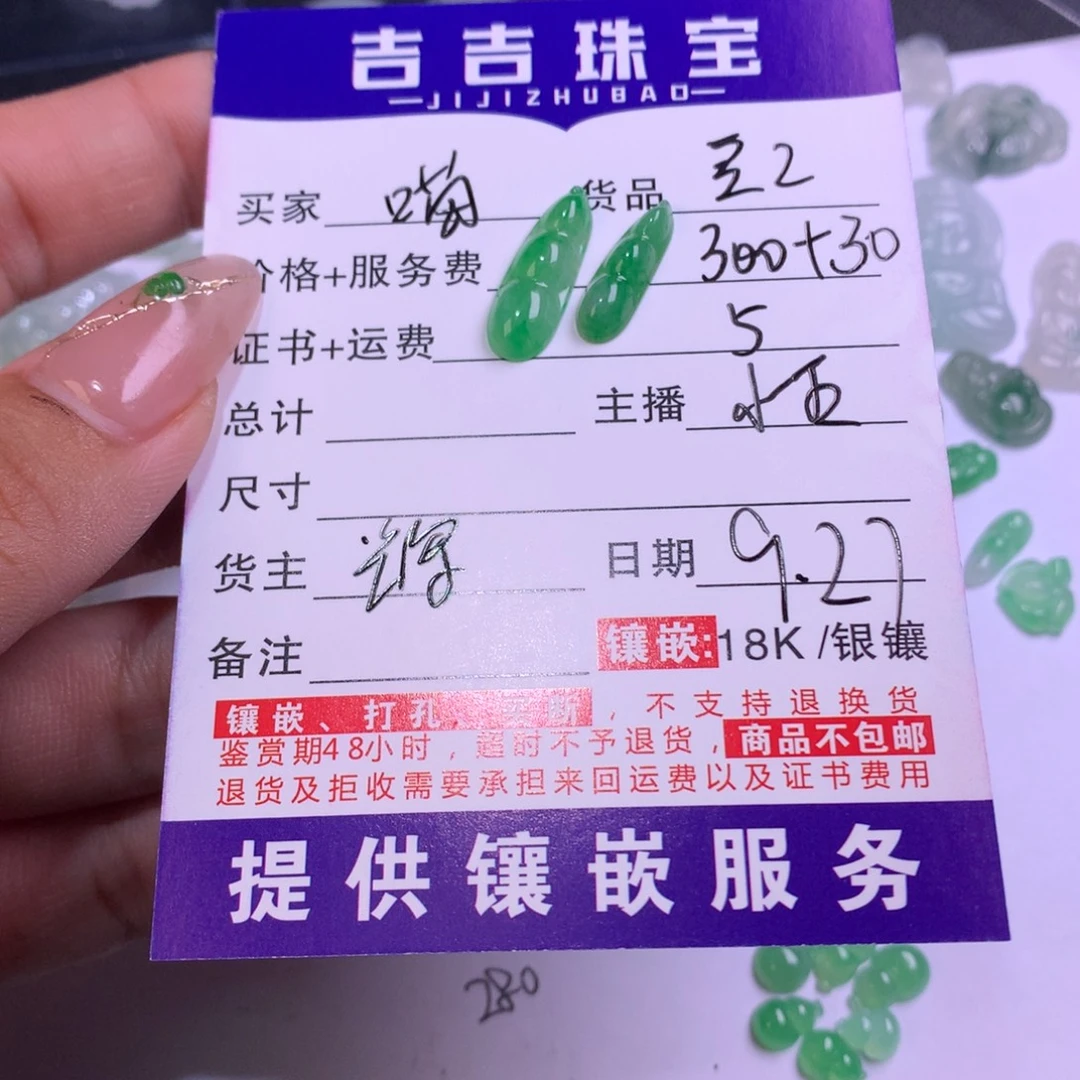 吉吉珠宝
JIJIZHUBAO
买家 喵 货品 豆2
价格+服务费 300+30
证书+运费 5
总计 主播 小王
尺寸
货主 日期 9.27
备注 镶嵌:18K/银镶
镶嵌、打孔、买断，不支持退换货
鉴赏期48小时，超时不予退货，商品不包邮
退货及拒收需要承担来回运费以及证书费用
提供镶嵌服务
280